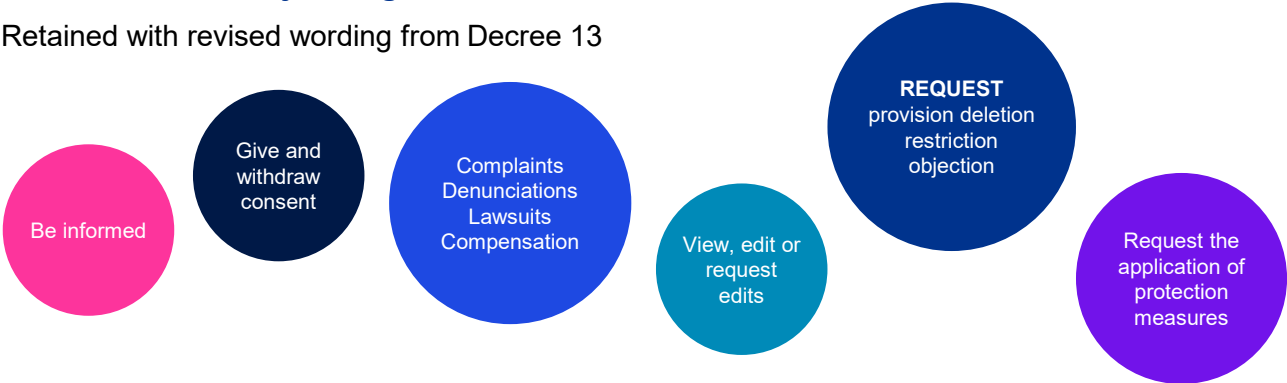 Retained with revised wording from Decree 13
Be informed
Give and
withdraw
consent
Complaints
Denunciations
Lawsuits
Compensation
View, edit or
request
edits
REQUEST
provision deletion
restriction
objection
Request the
application of
protection
measures